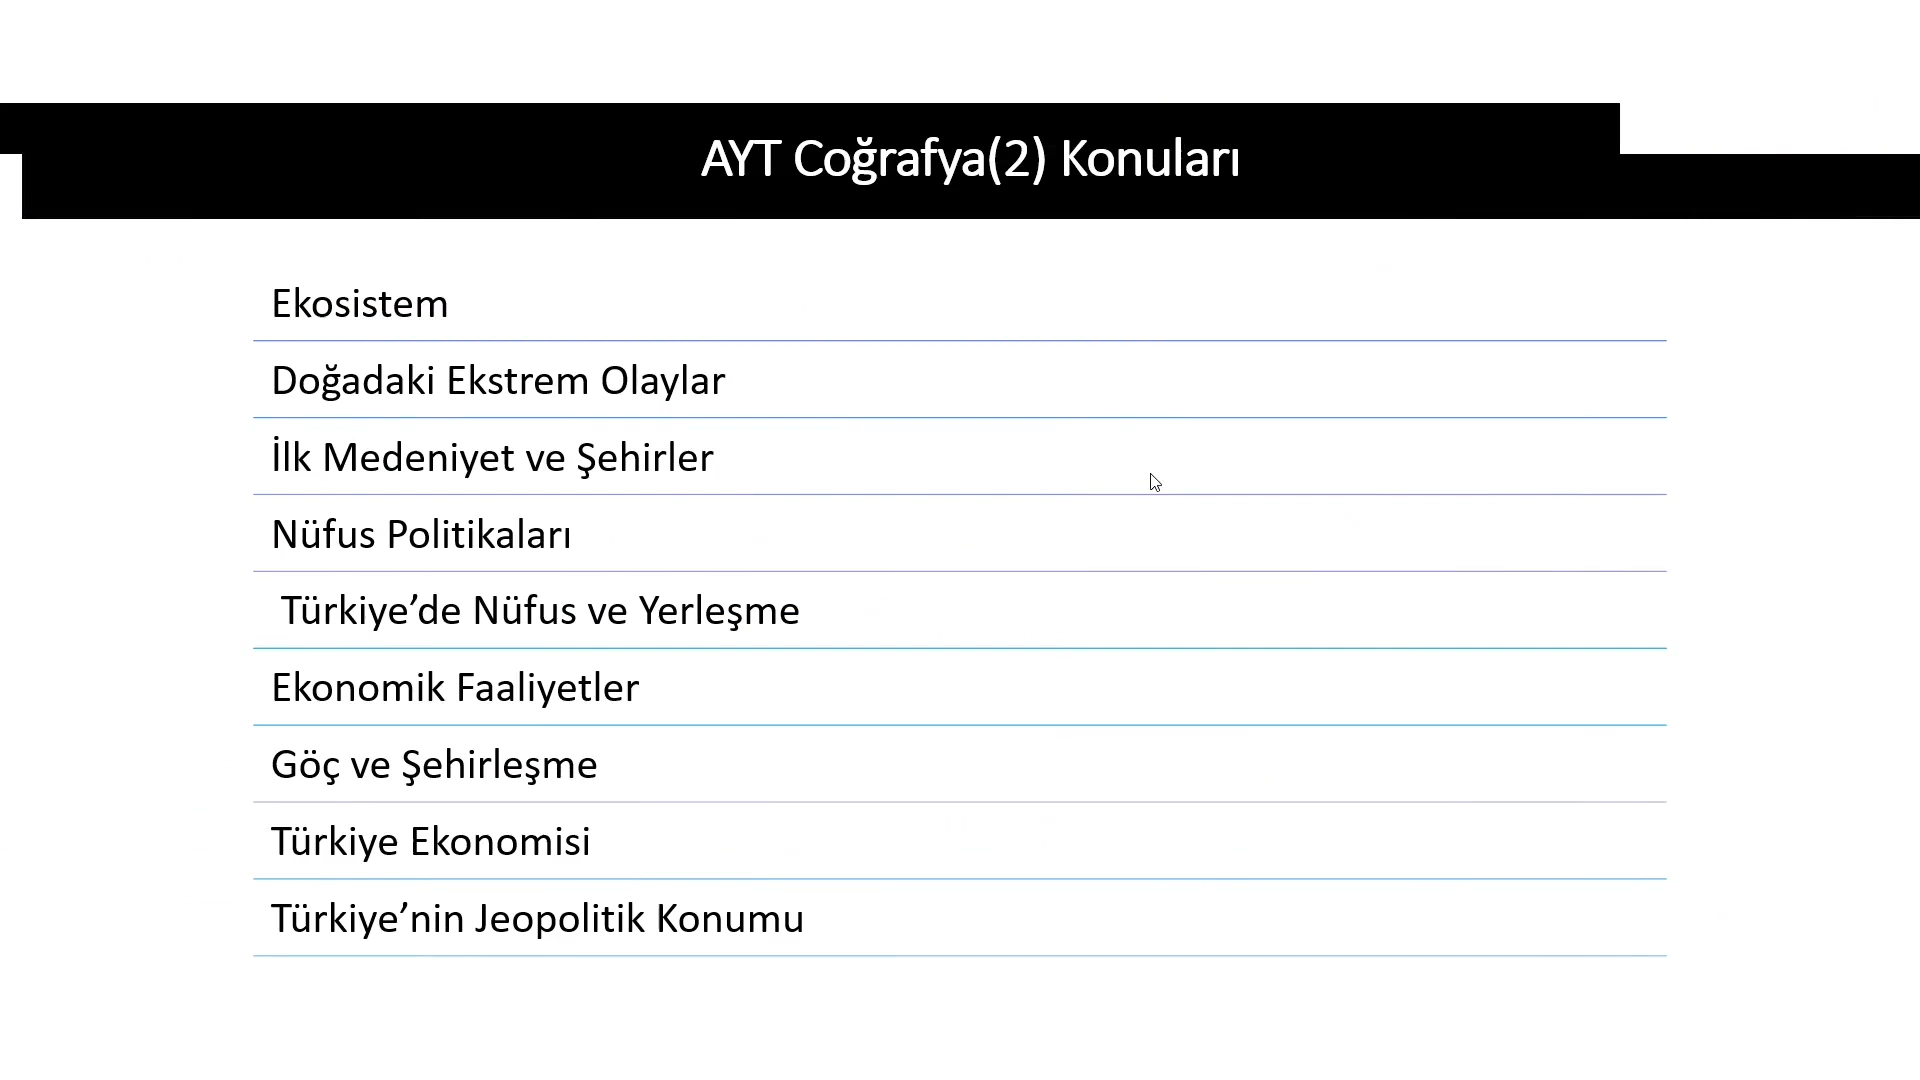 AYT Coğrafya(2) Konuları
Ekosistem
Doğadaki Ekstrem Olaylar
İlk Medeniyet ve Şehirler
Nüfus Politikaları
Türkiye’de Nüfus ve Yerleşme
Ekonomik Faaliyetler
Göç ve Şehirleşme
Türkiye Ekonomisi
Türkiye’nin Jeopolitik Konumu